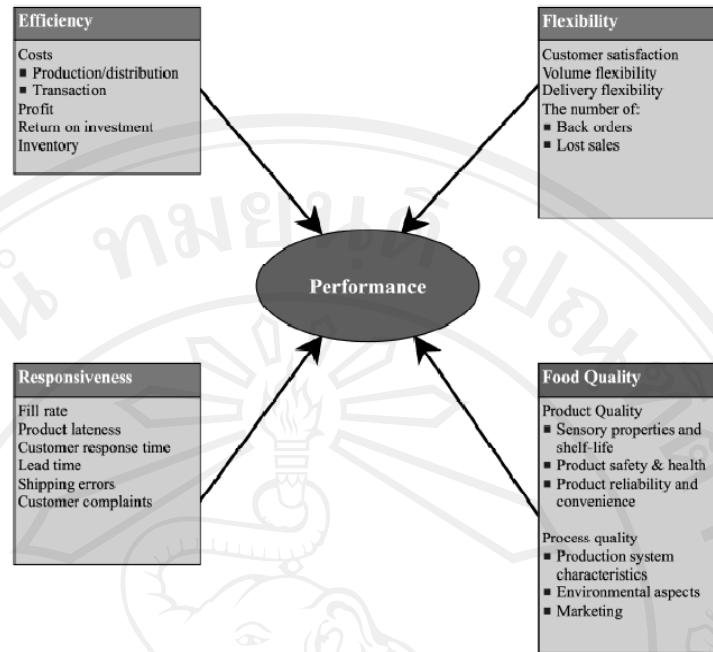 Efficiency
Costs
■ Production/distribution
■ Transaction
Profit
Return on investment
Inventory
Flexibility
Customer satisfaction
Volume flexibility
Delivery flexibility
The number of:
■ Back orders
■ Lost sales
Performance
Responsiveness
Fill rate
Product lateness
Customer response time
Lead time
Shipping errors
Customer complaints
Food Quality
Product Quality
■ Sensory properties and
shelf-life
■ Product safety & health
■ Product reliability and
convenience
Process quality
■ Production system
characteristics
■ Environmental aspects
■ Marketing